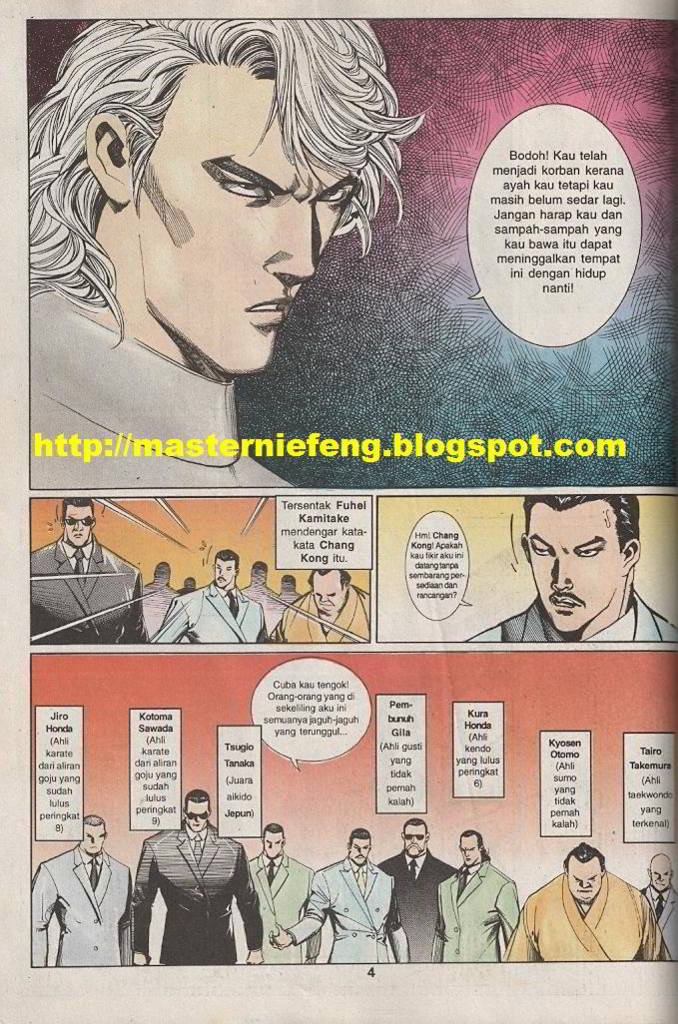 Bodoh! Kau telah
menjadi korban kerana
ayah kau tetapi kau
masih belum sedar lagi.
Jangan harap kau dan
sampah-sampah yang
kau bawa itu dapat
meninggalkan tempat
ini dengan hidup
nanti!
http://masterniefeng.blogspot.com
Tersentak Fuhei
Kamitake
mendengar kata-
kata Chang
Kong itu.
Hm! Chang
Kong! Apakah
kau fikir aku ini
datang tanpa
sembarang per-
sediaan dan
rancangan?
Cuba kau tengok!
Orang-orang yang di
sekeliling aku ini
semuanya jaguh-jaguh
yang terunggul...
Jiro
Honda
(Ahli
karate
dari aliran
goju yang
sudah
lulus
peringkat
8)
Kotoma
Sawada
(Ahli
karate
dari aliran
goju yang
sudah
lulus
peringkat
9)
Tsugio
Tanaka
(Juara
aikido
Jepun)
Pem-
bunuh
Gila
(Ahli gusti
yang
tidak
pernah
kalah)
Kura
Honda
(Ahli
kendo
yang lulus
peringkat
6)
Kyosen
Otomo
(Ahli
sumo
yang
tidak
pernah
kalah)
Tairo
Takemura
(Ahli
taekwondo
yang
terkenal)
4